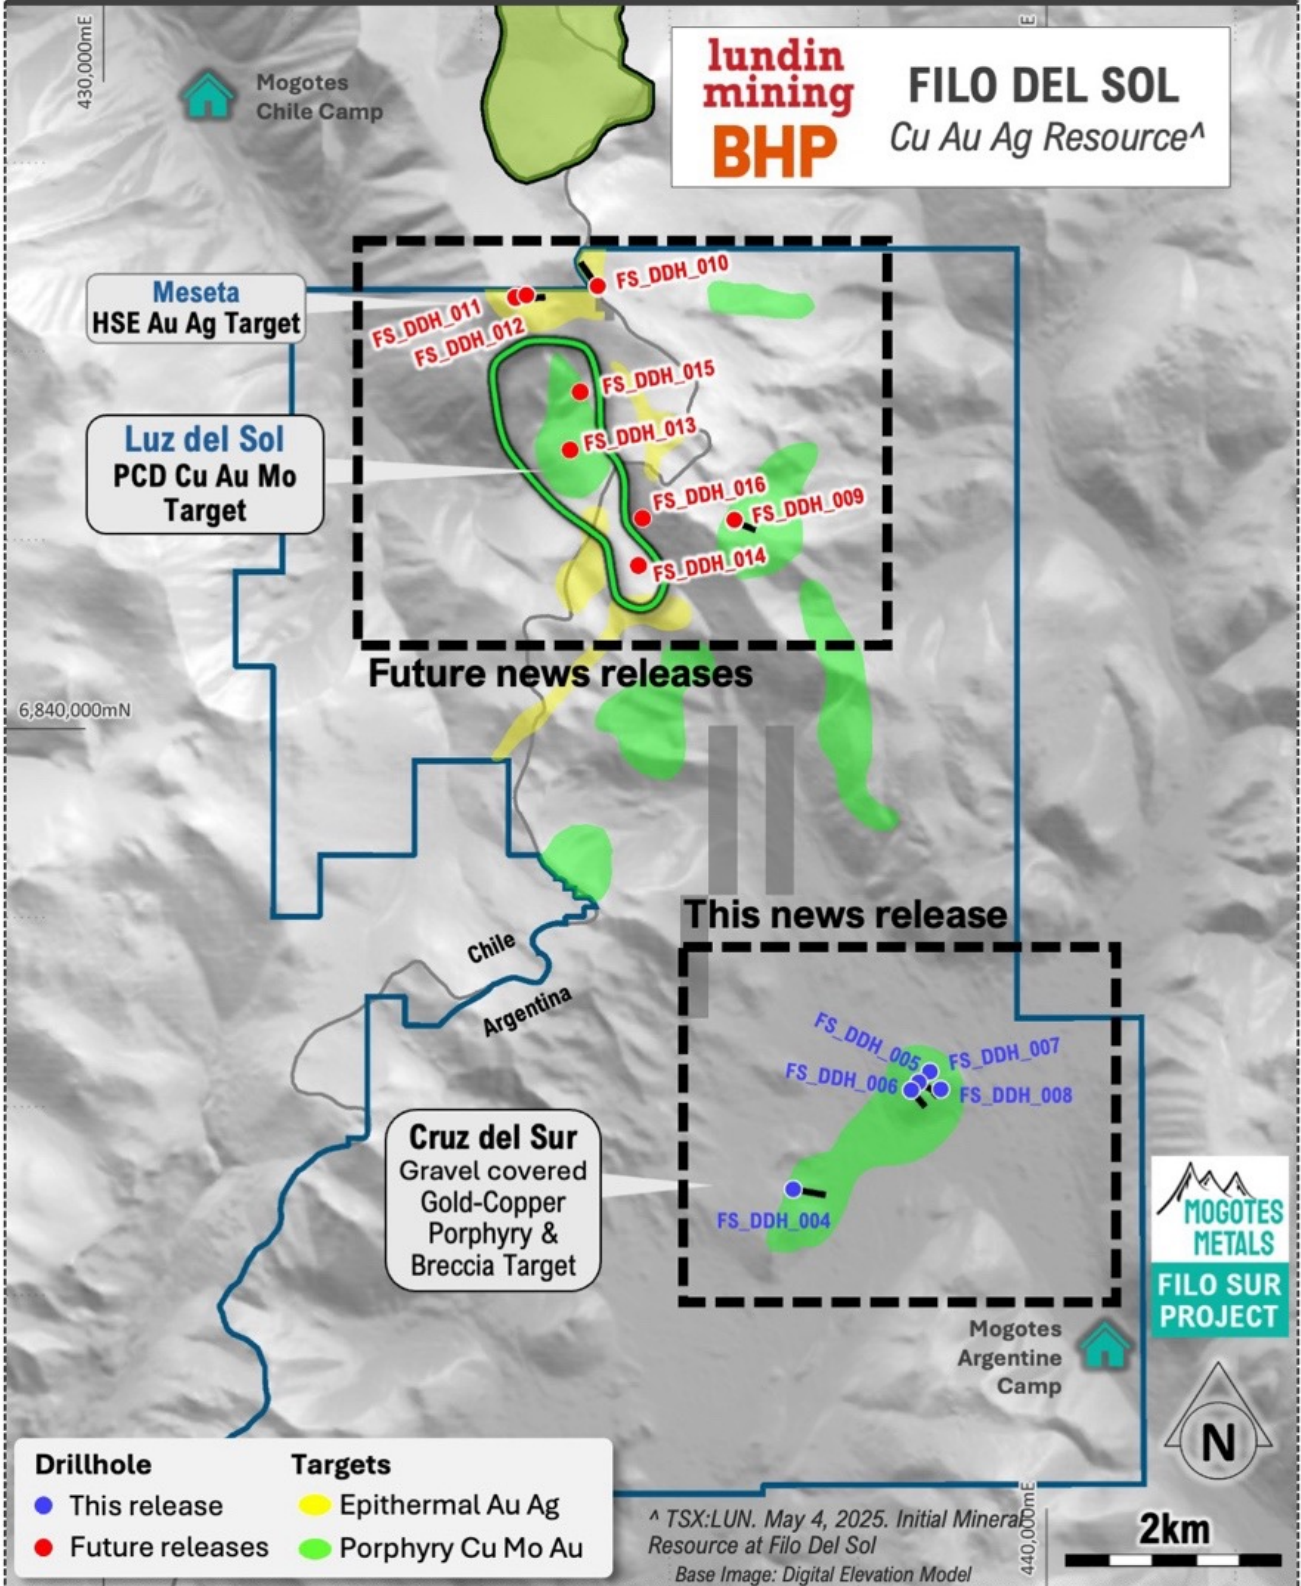 430,000mE
Mogotes
Chile Camp
E
lundin
mining
BHP
FILO DEL SOL
Cu Au Ag Resource^
Meseta
HSE Au Ag Target
FS_DDH_010
FS_DDH_011
FS_DDH_012
FS_DDH_015
Luz del Sol
PCD Cu Au Mo
Target
FS_DDH_013
FS_DDH_016
FS_DDH_009
FS_DDH_014
Future news releases
6,840,000mN
This news release
Chile
Argentina
FS_DDH_005
FS_DDH_007
FS_DDH_006
FS_DDH_008
Cruz del Sur
Gravel covered
Gold-Copper
Porphyry &
Breccia Target
FS_DDH_004
MOGOTES
METALS
FILO SUR
PROJECT
Mogotes
Argentine
Camp
N
Drillhole
This release
Future releases
Targets
Epithermal Au Ag
Porphyry Cu Mo Au
^ TSX:LUN. May 4, 2025. Initial Mineral
Resource at Filo Del Sol
Base Image: Digital Elevation Model
440,000mE
2km